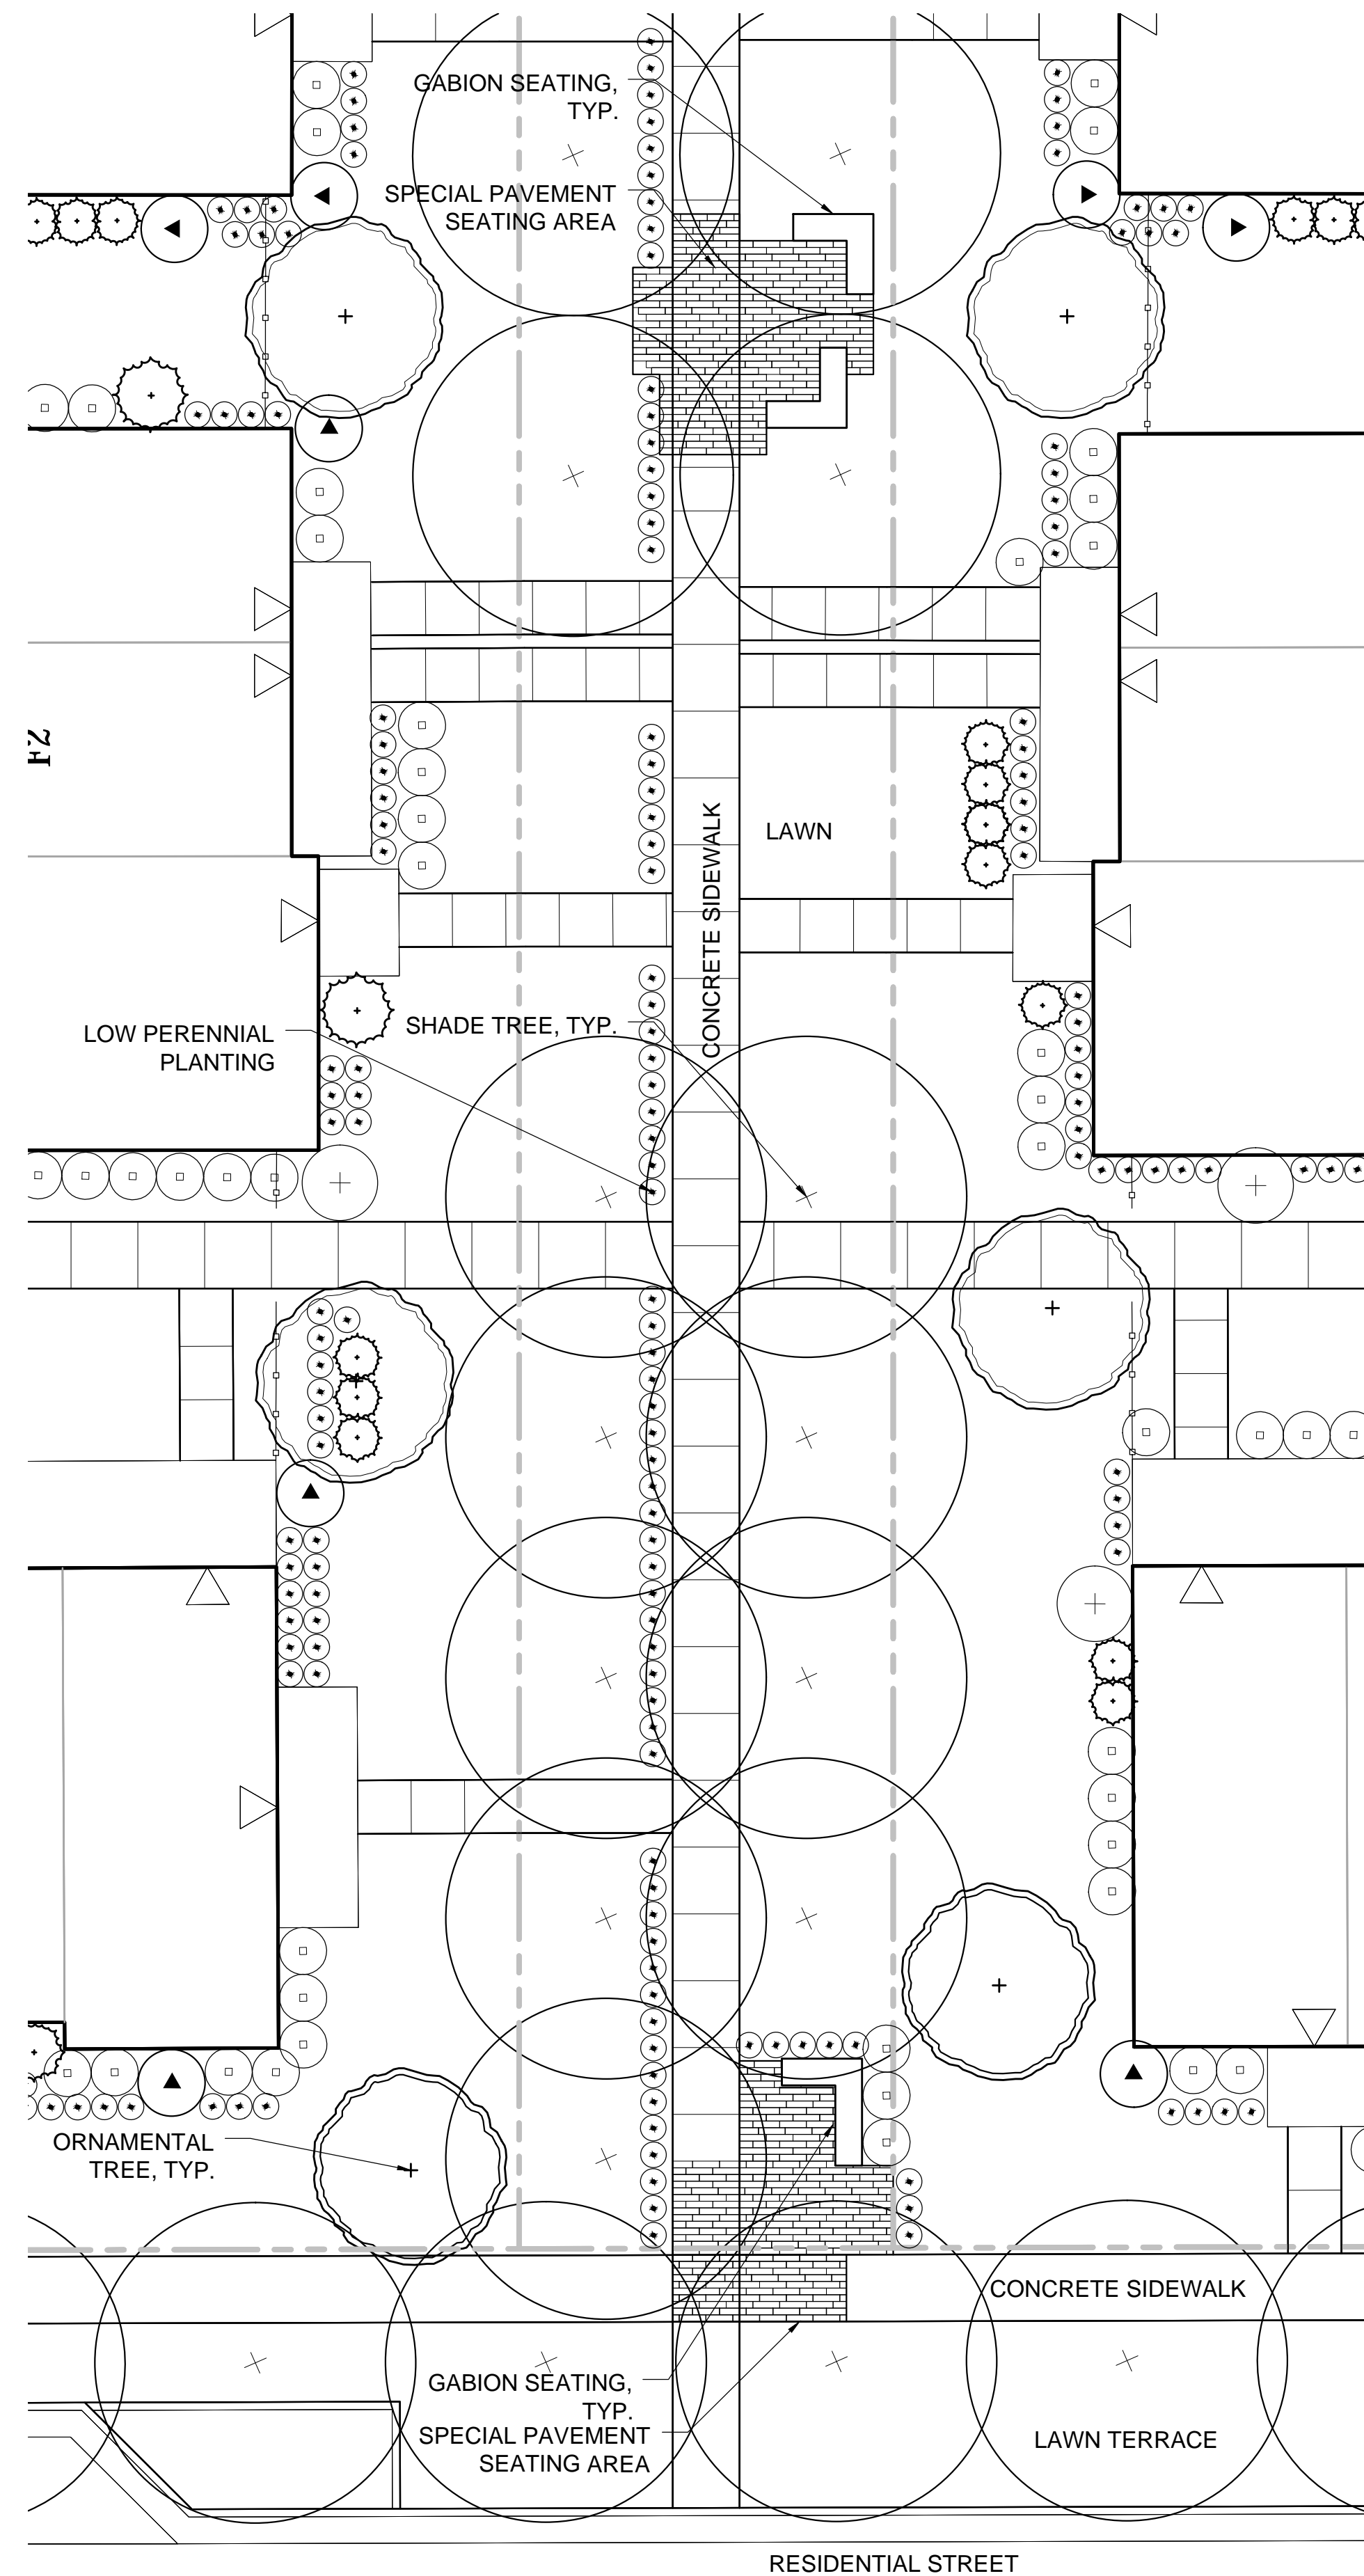 GABION SEATING,
TYP.
SPECIAL PAVEMENT
SEATING AREA
F2
CONCRETE SIDEWALK
LAWN
LOW PERENNIAL
PLANTING
SHADE TREE, TYP.
ORNAMENTAL
TREE, TYP.
CONCRETE SIDEWALK
GABION SEATING,
TYP.
SPECIAL PAVEMENT
SEATING AREA
LAWN TERRACE
RESIDENTIAL STREET